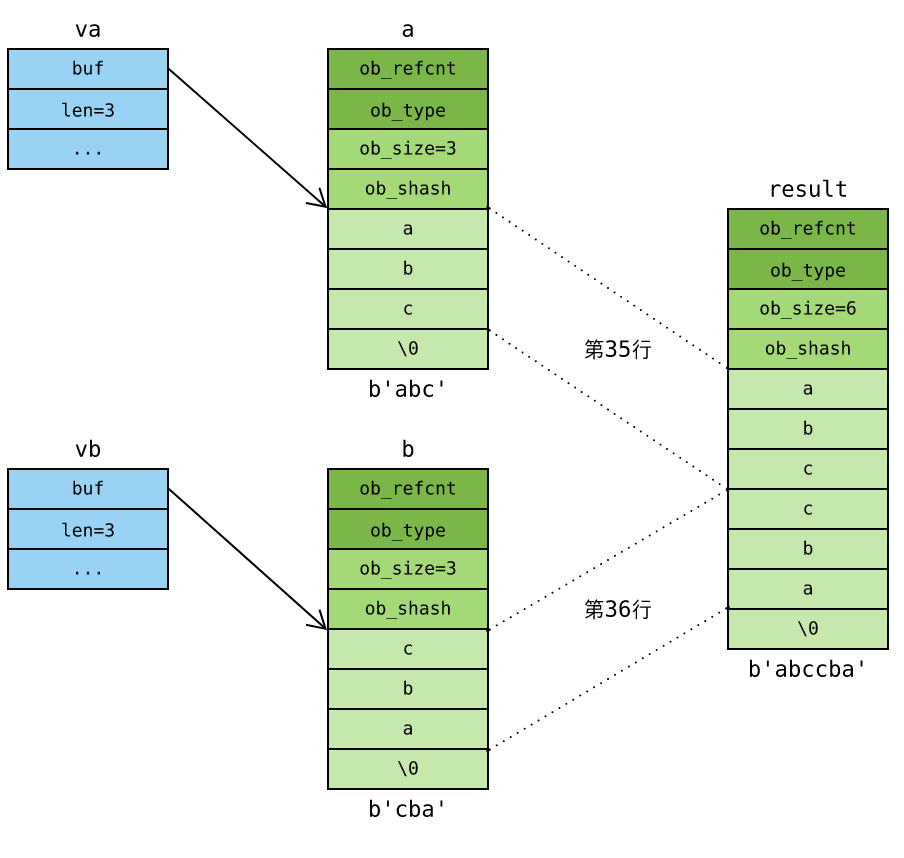 va
buf
len=3
...
a
ob_refcnt
ob_type
ob_size=3
ob_shash
a
b
c
\0
b'abc'
vb
buf
len=3
...
b
ob_refcnt
ob_type
ob_size=3
ob_shash
c
b
a
\0
b'cba'
第35行
第36行
result
ob_refcnt
ob_type
ob_size=6
ob_shash
a
b
c
c
b
a
\0
b'abccba'